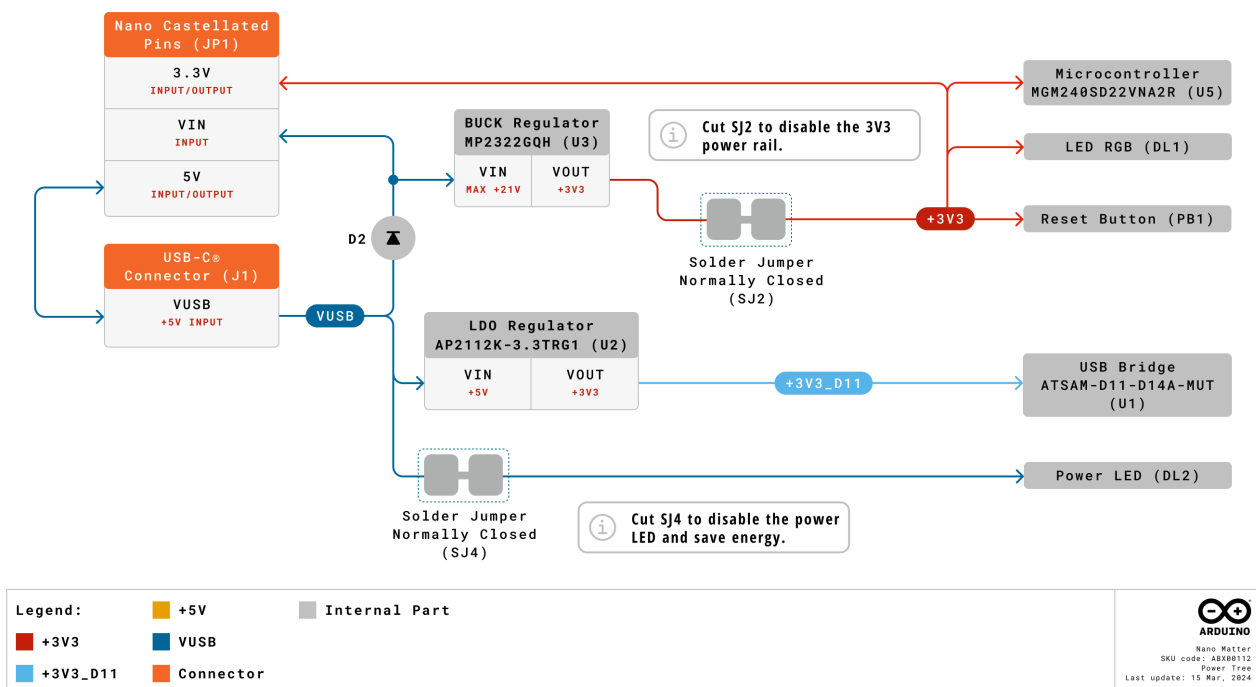 Nano Castellated
Pins (JP1)
3.3V
INPUT/OUTPUT
VIN
INPUT
5V
INPUT/OUTPUT
USB-C®
Connector (J1)
VUSB
+5V INPUT
VUSB
D2
BUCK Regulator
MP2322GQH (U3)
VIN
MAX +21V
VOUT
+3V3
Cut SJ2 to disable the 3V3
power rail.
Solder Jumper
Normally Closed
(SJ2)
+3V3
Microcontroller
MGM240SD22VNA2R (U5)
LED RGB (DL1)
Reset Button (PB1)
LDO Regulator
AP2112K-3.3TRG1 (U2)
VIN
+5V
VOUT
+3V3
+3V3_D11
USB Bridge
ATSAM-D11-D14A-MUT
(U1)
Solder Jumper
Normally Closed
(SJ4)
Cut SJ4 to disable the power
LED and save energy.
Power LED (DL2)
Legend:
+3V3
+3V3_D11
+5V
VUSB
Connector
Internal Part
ARDUINO
Nano Matter
SKU code: ABX00112
Power Tree
Last update: 15 Mar, 2024